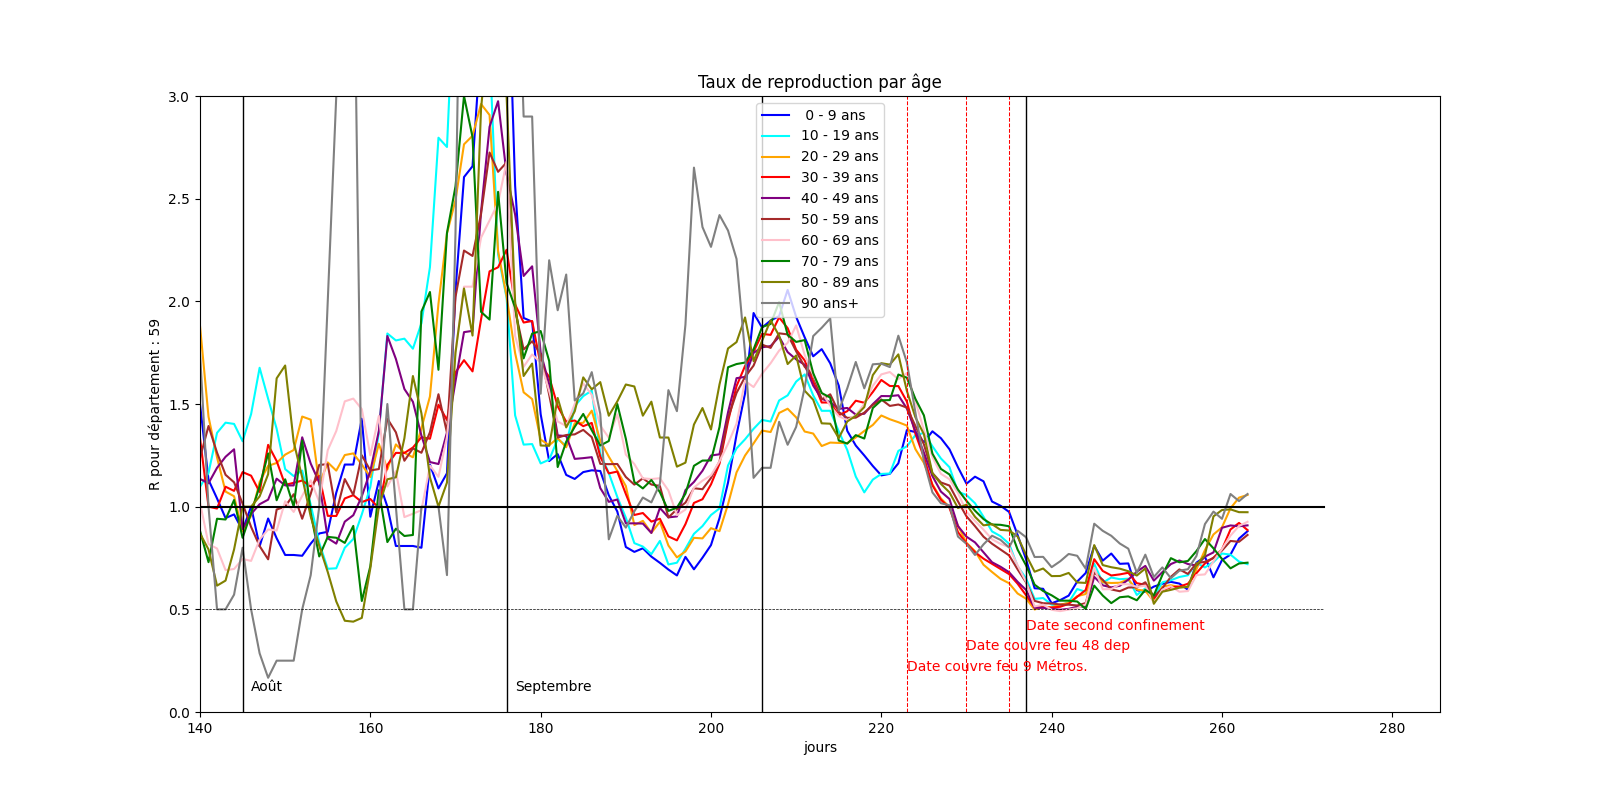 Taux de reproduction par âge
R pour département : 59
3.0
2.5
2.0
1.5
1.0
0.5
0.0
0 - 9 ans
10 - 19 ans
20 - 29 ans
30 - 39 ans
40 - 49 ans
50 - 59 ans
60 - 69 ans
70 - 79 ans
80 - 89 ans
90 ans+
Date second confinement
Date couvre feu 48 dep
Date couvre feu 9 Métros.
Août
Septembre
140
160
180
200
220
240
260
280
jours